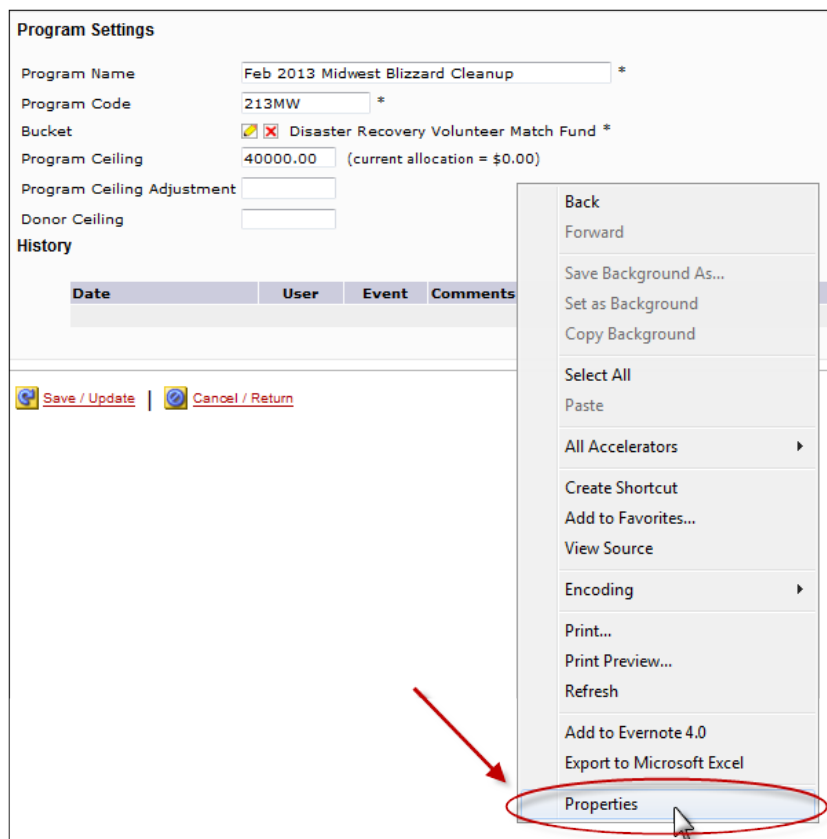 Program Settings
Program Name Feb 2013 Midwest Blizzard Cleanup *
Program Code 213MW *
Bucket Disaster Recovery Volunteer Match Fund *
Program Ceiling 40000.00 (current allocation = $0.00)
Program Ceiling Adjustment
Donor Ceiling
History
Date User Event Comments
Save / Update | Cancel / Return
Back
Forward
Save Background As...
Set as Background
Copy Background
Select All
Paste
All Accelerators
Create Shortcut
Add to Favorites...
View Source
Encoding
Print...
Print Preview...
Refresh
Add to Evernote 4.0
Export to Microsoft Excel
Properties